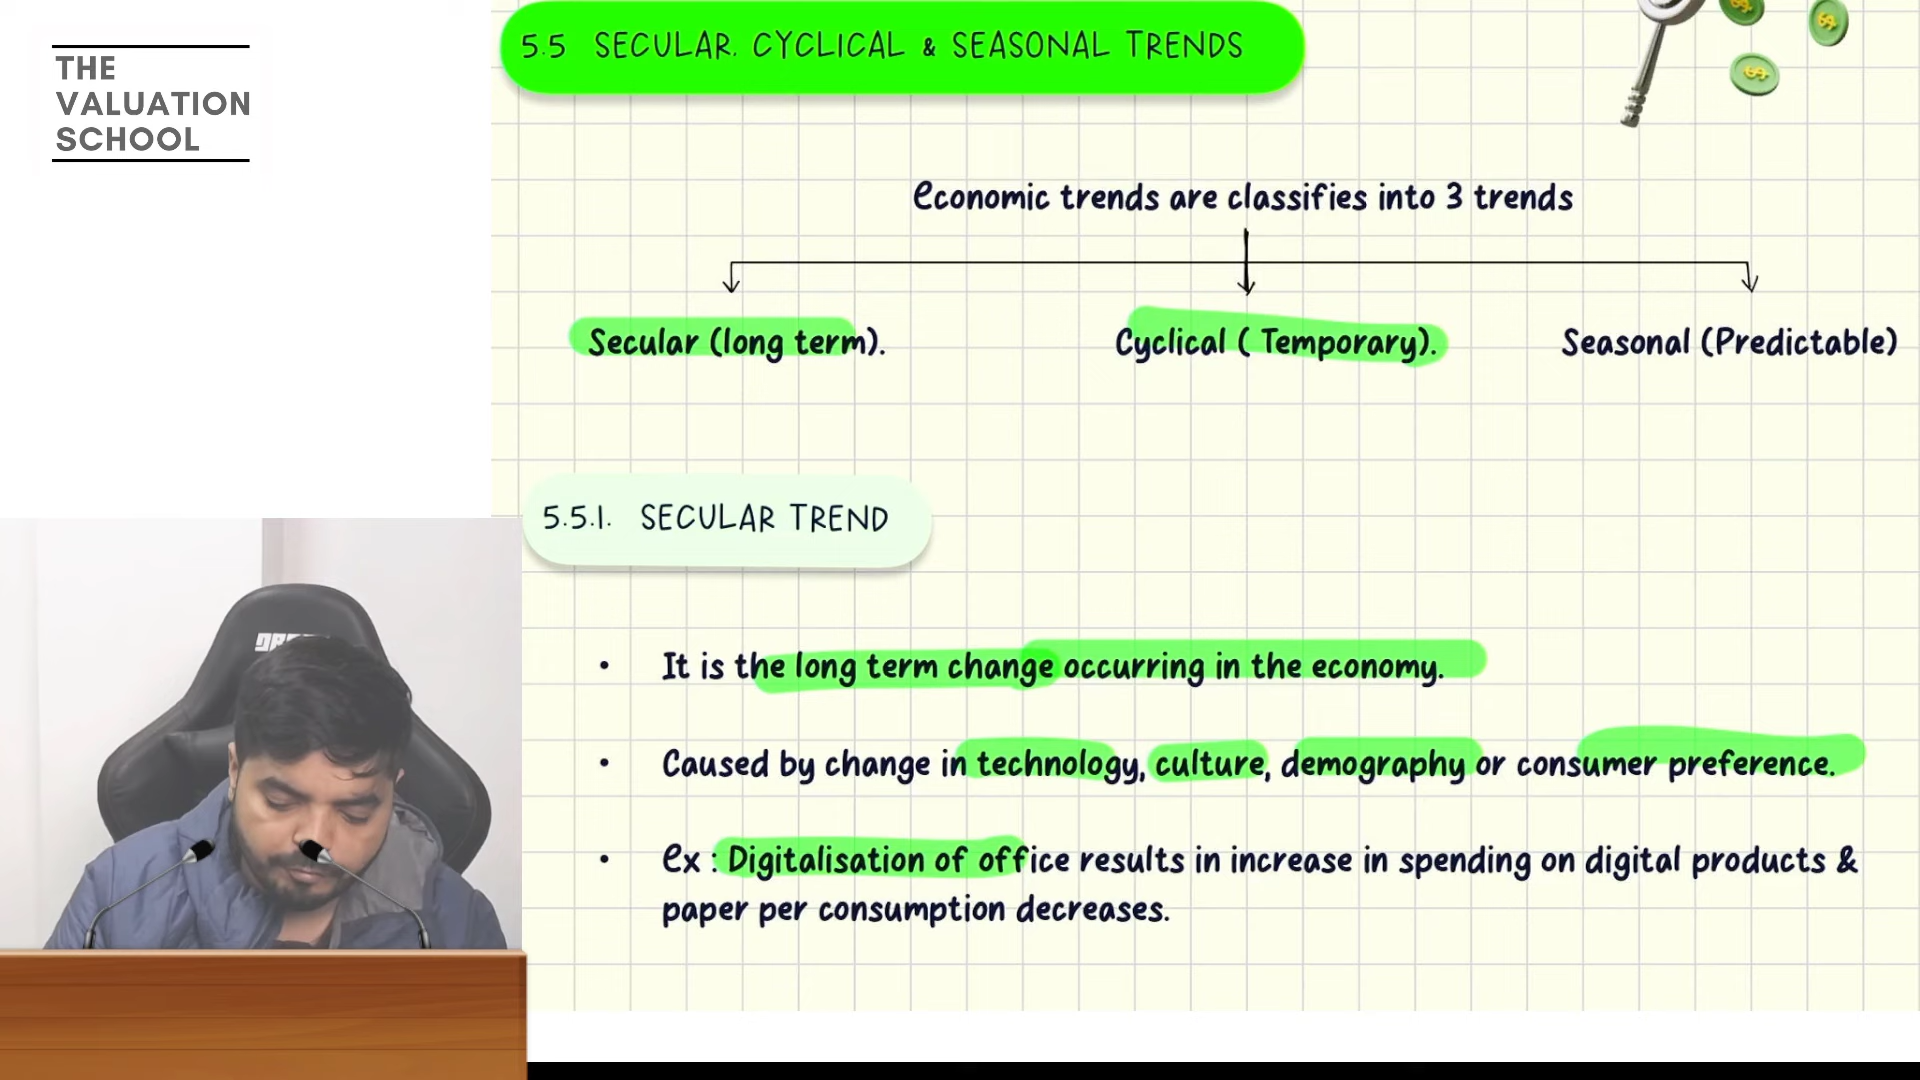 THE
VALUATION
SCHOOL
5.5 SECULAR. CYCLICAL & SEASONAL TRENDS
Economic trends are classifies into 3 trends
Secular (long term).
Cyclical ( Temporary).
Seasonal (Predictable)
5.5.1. SECULAR TREND
• It is the long term change occurring in the economy.
• Caused by change in technology, culture, demography or consumer preference.
• Ex : Digitalisation of office results in increase in spending on digital products &
paper per consumption decreases.